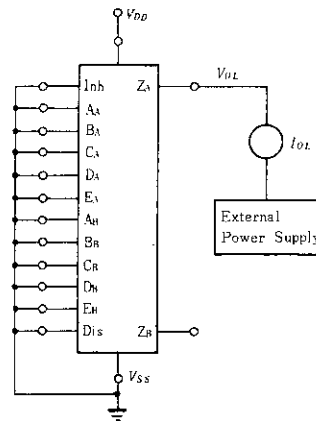 VDD
Inh ZA VOL
AA
BA
CA
DA
EA
AB
BB
CB
DB
EB
Dis ZB
IOL
External
Power Supply
VSS